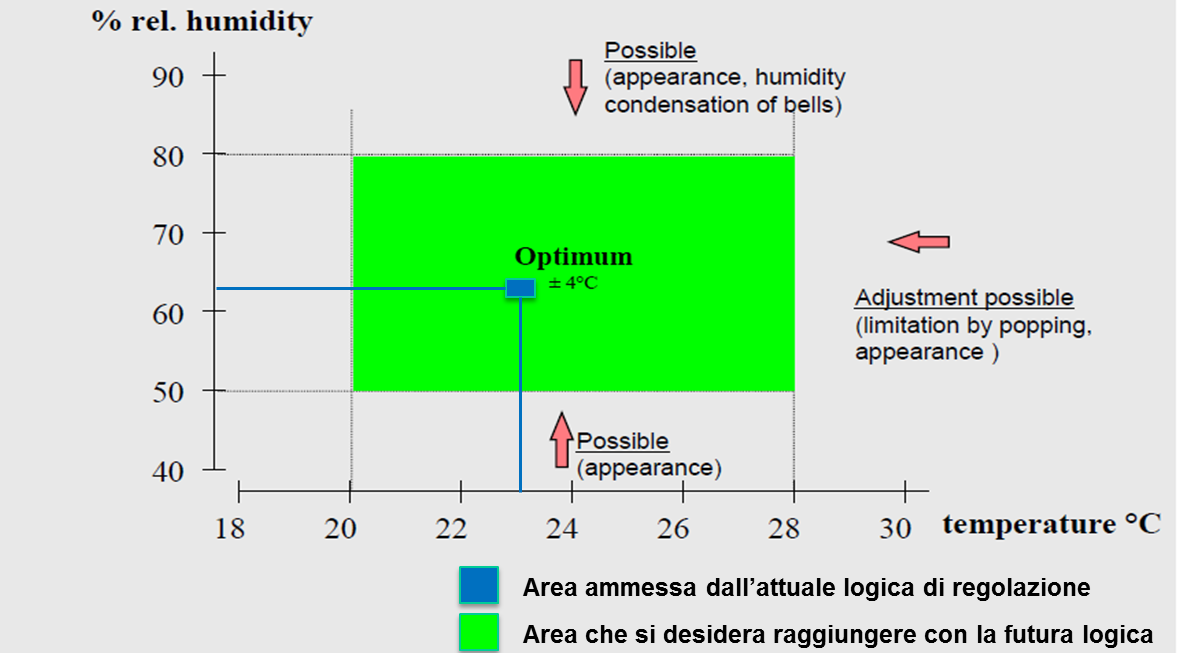 % rel. humidity
Possible
(appearance, humidity
condensation of bells)
90
80
70
60
50
40
Optimum
± 4°C
Adjustment possible
(limitation by popping,
appearance )
Possible
(appearance)
18 20 22 24 26 28 30 temperature °C
Area ammessa dall’attuale logica di regolazione
Area che si desidera raggiungere con la futura logica